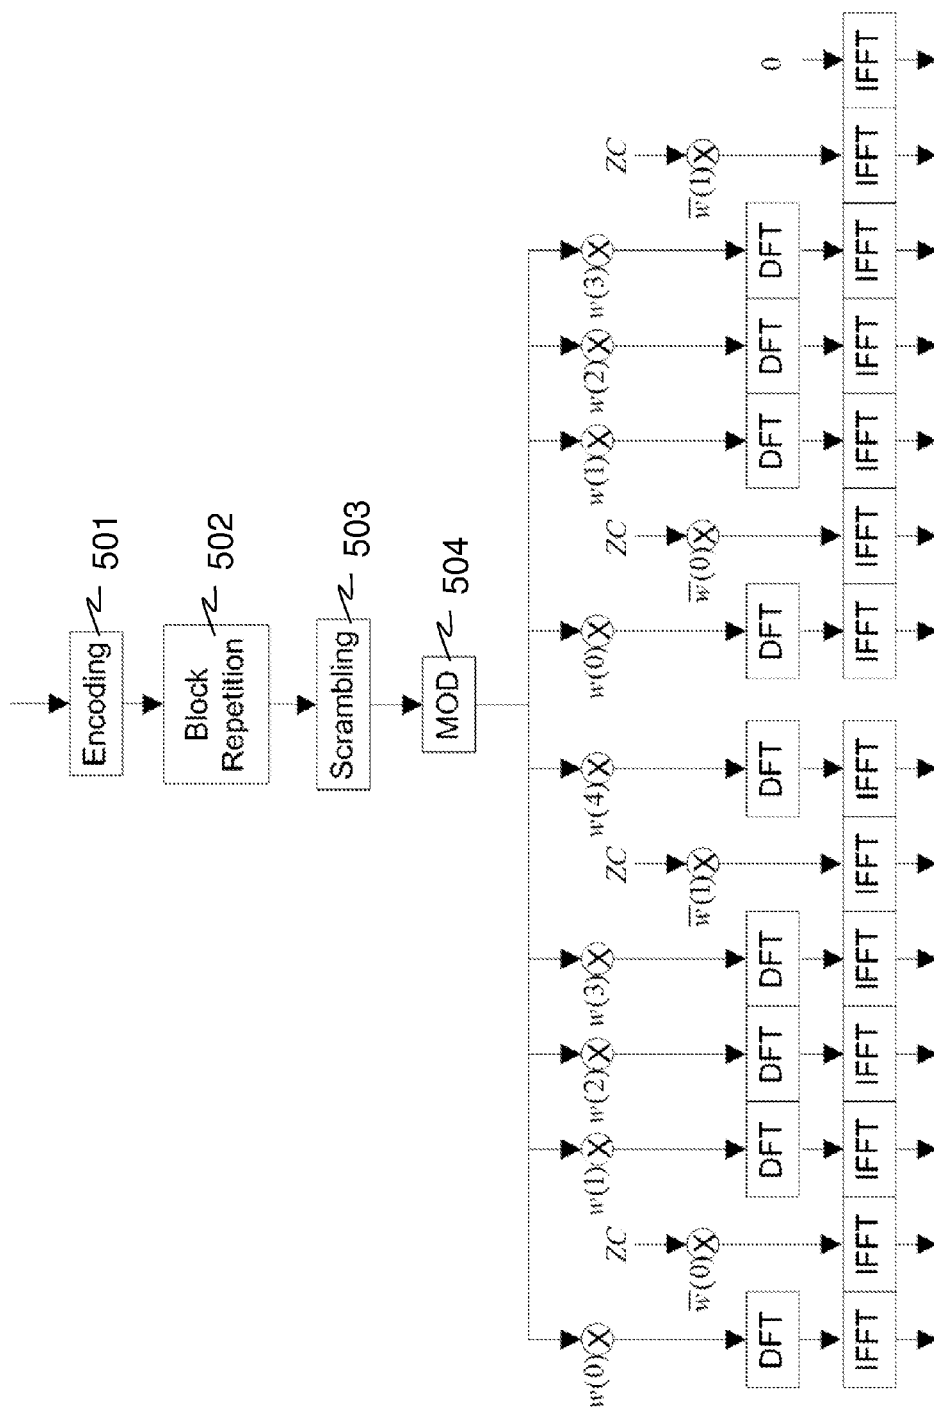 Encoding
501
Block
Repetition
502
Scrambling
503
MOD
504
w(0) w(1) w(2) w(3) w(4) w(0) w(1) w(2) w(3)
ZC ZC ZC ZC
w̅(0) w̅(1) w̅(0) w̅(1)
DFT DFT DFT DFT DFT DFT DFT DFT DFT 0
IFFT IFFT IFFT IFFT IFFT IFFT IFFT IFFT IFFT IFFT IFFT IFFT IFFT IFFT